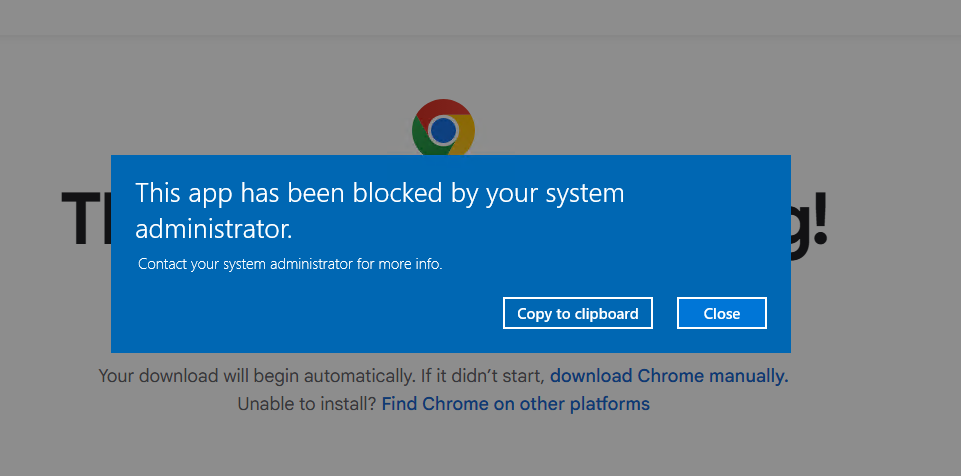 This app has been blocked by your system
administrator.
Contact your system administrator for more info.
Copy to clipboard
Close
Your download will begin automatically. If it didn’t start, download Chrome manually.
Unable to install? Find Chrome on other platforms